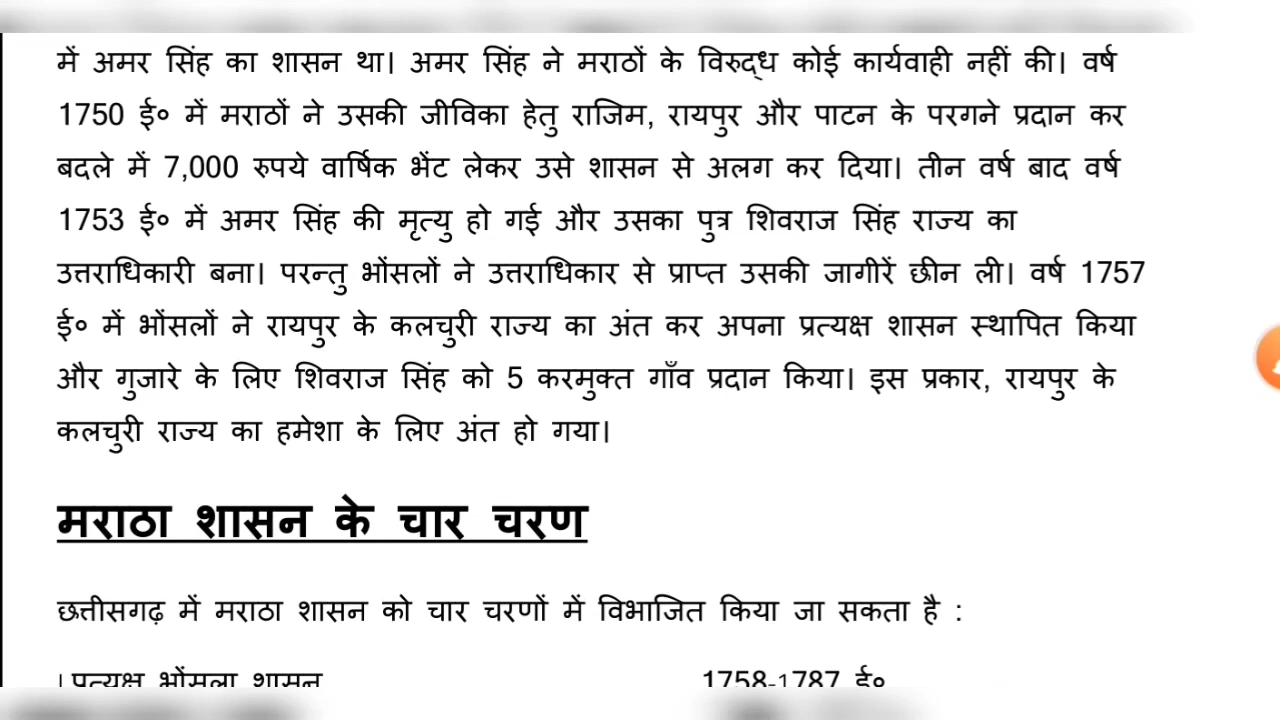 में अमर सिंह का शासन था। अमर सिंह ने मराठों के विरुद्ध कोई कार्यवाही नहीं की। वर्ष
1750 ई० में मराठों ने उसकी जीविका हेतु राजिम, रायपुर और पाटन के परगने प्रदान कर
बदले में 7,000 रुपये वार्षिक भेंट लेकर उसे शासन से अलग कर दिया। तीन वर्ष बाद वर्ष
1753 ई० में अमर सिंह की मृत्यु हो गई और उसका पुत्र शिवराज सिंह राज्य का
उत्तराधिकारी बना। परन्तु भोंसलों ने उत्तराधिकार से प्राप्त उसकी जागीरें छीन ली। वर्ष 1757
ई० में भोंसलों ने रायपुर के कलचुरी राज्य का अंत कर अपना प्रत्यक्ष शासन स्थापित किया
और गुजारे के लिए शिवराज सिंह को 5 करमुक्त गाँव प्रदान किया। इस प्रकार, रायपुर के
कलचुरी राज्य का हमेशा के लिए अंत हो गया।
मराठा शासन के चार चरण
छत्तीसगढ़ में मराठा शासन को चार चरणों में विभाजित किया जा सकता है :
। प्रत्यक्ष भोंसला शासन 1758-1787 ई०